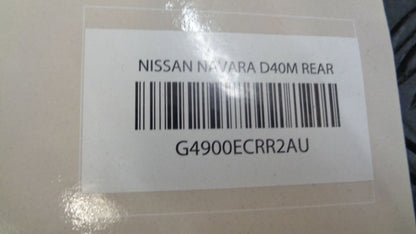 NISSAN NAVARA D40M REAR
G4900ECRR2AU